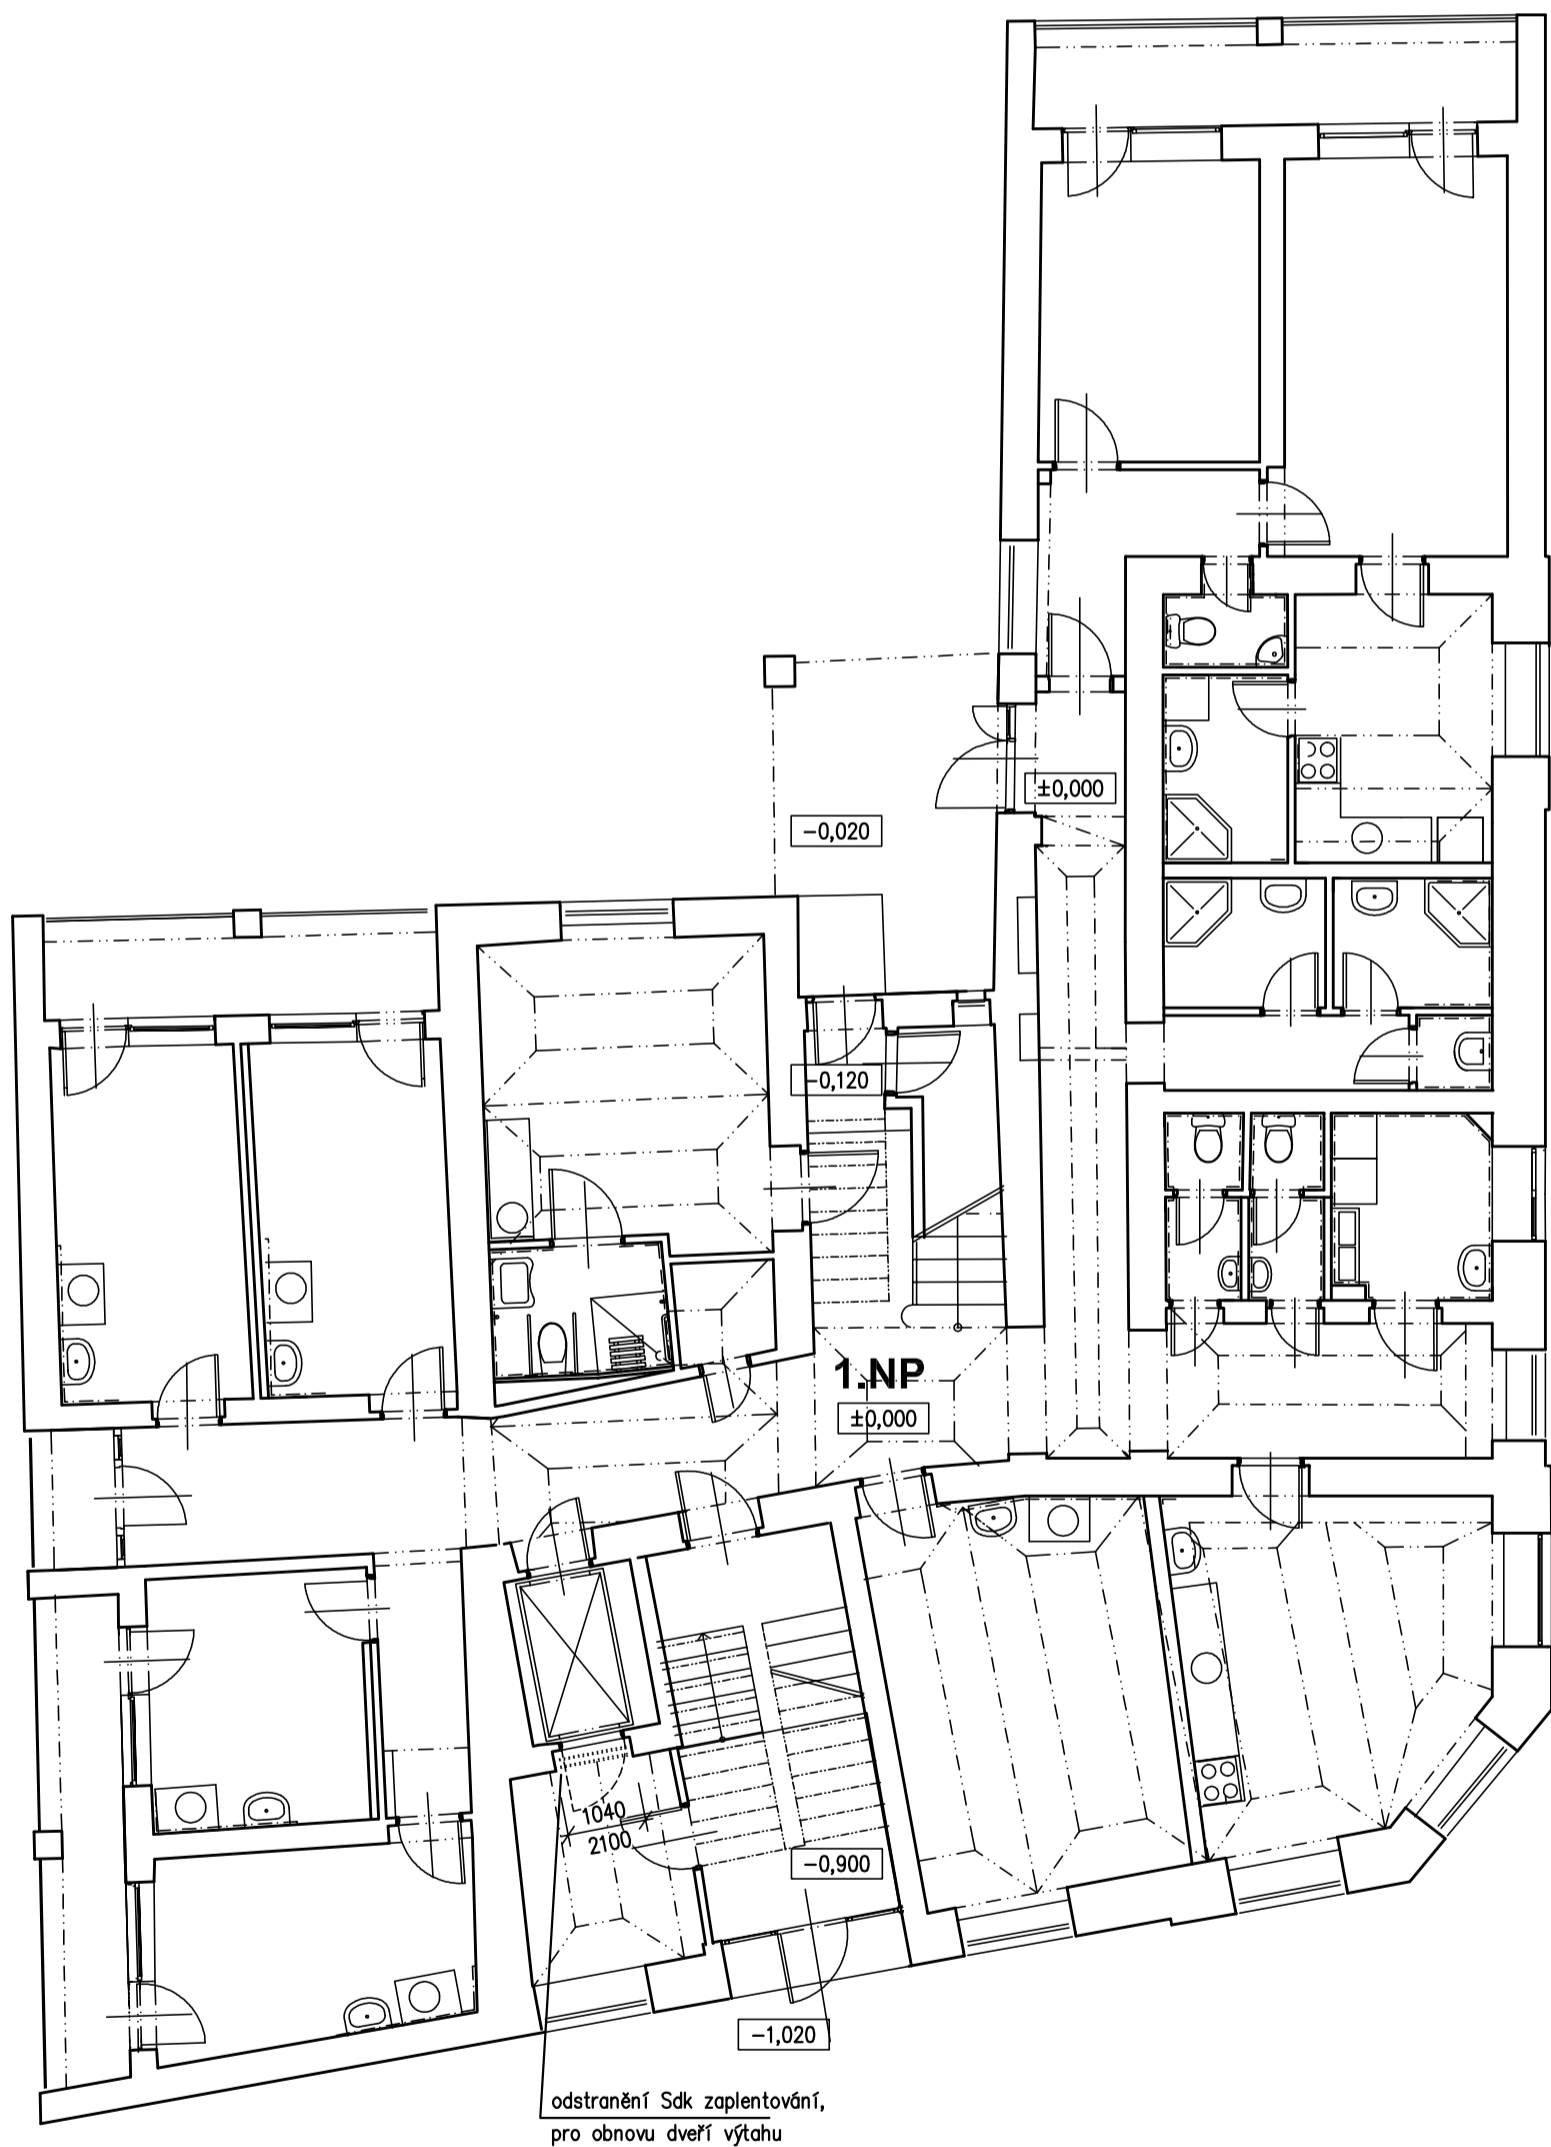 ±0,000
−0,020
−0,120
1.NP
±0,000
1040
2100
−0,900
−1,020
odstranění Sdk zaplentování,
pro obnovu dveří výtahu